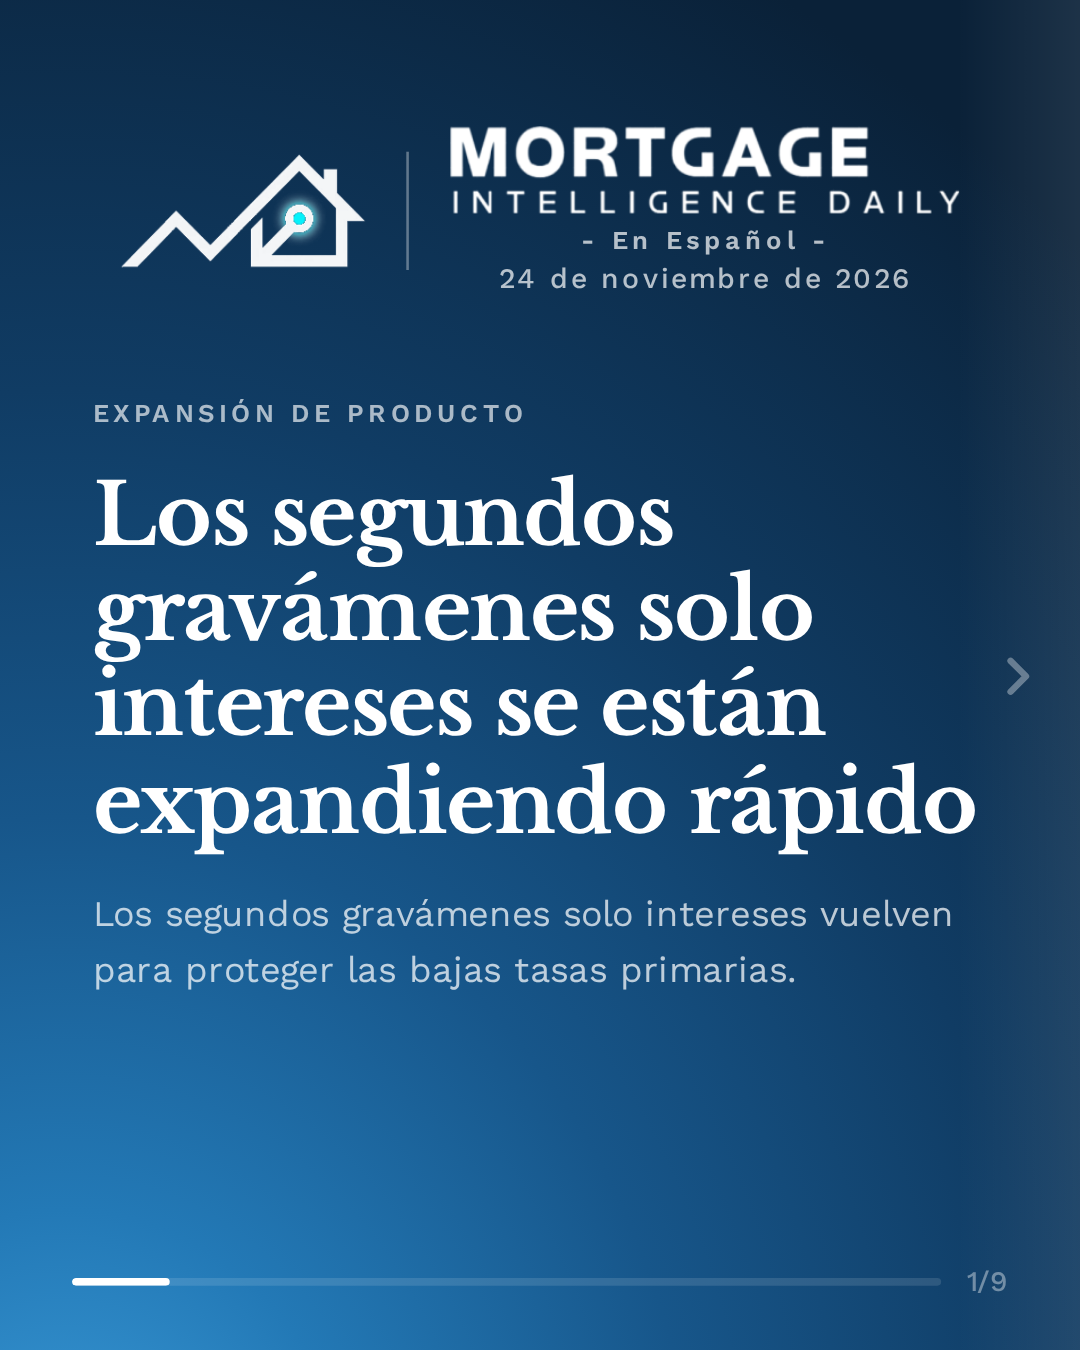 MORTGAGE
INTELLIGENCE DAILY
- En Español -
24 de noviembre de 2026
EXPANSIÓN DE PRODUCTO
Los segundos
gravámenes solo
intereses se están
expandiendo rápido
Los segundos gravámenes solo intereses vuelven
para proteger las bajas tasas primarias.
1/9